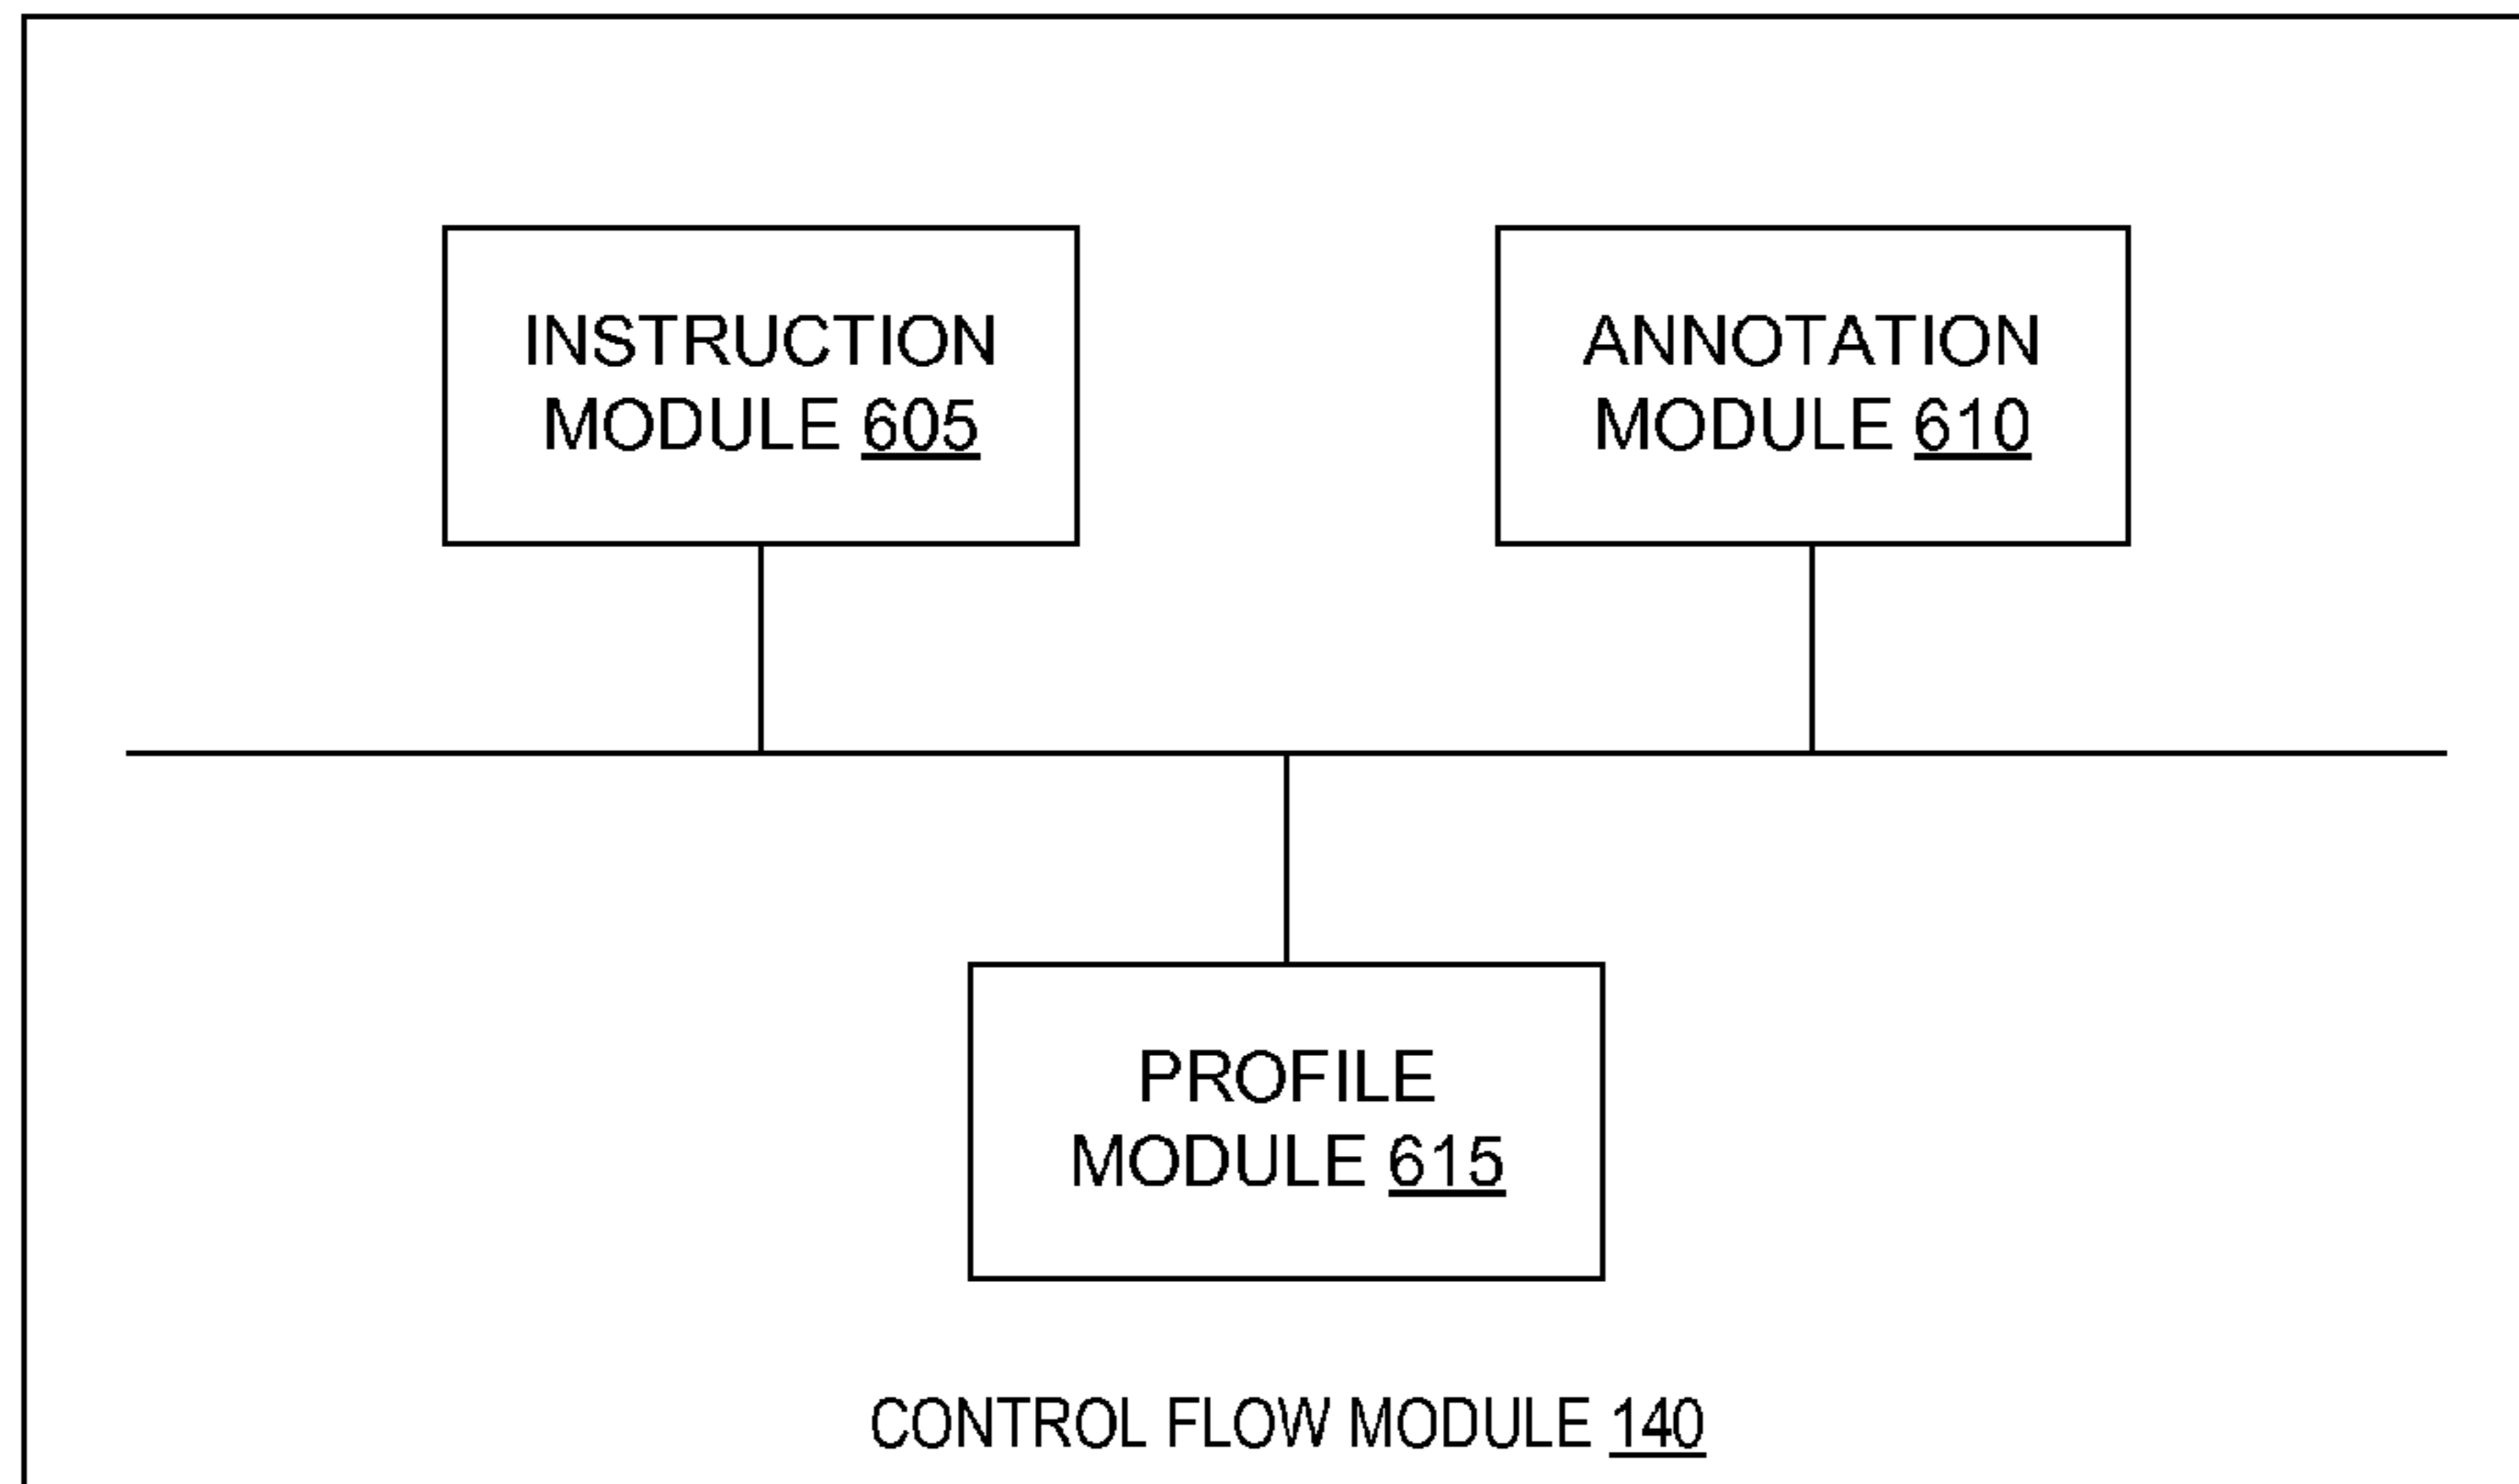 INSTRUCTION
MODULE 605
ANNOTATION
MODULE 610
PROFILE
MODULE 615
CONTROL FLOW MODULE 140